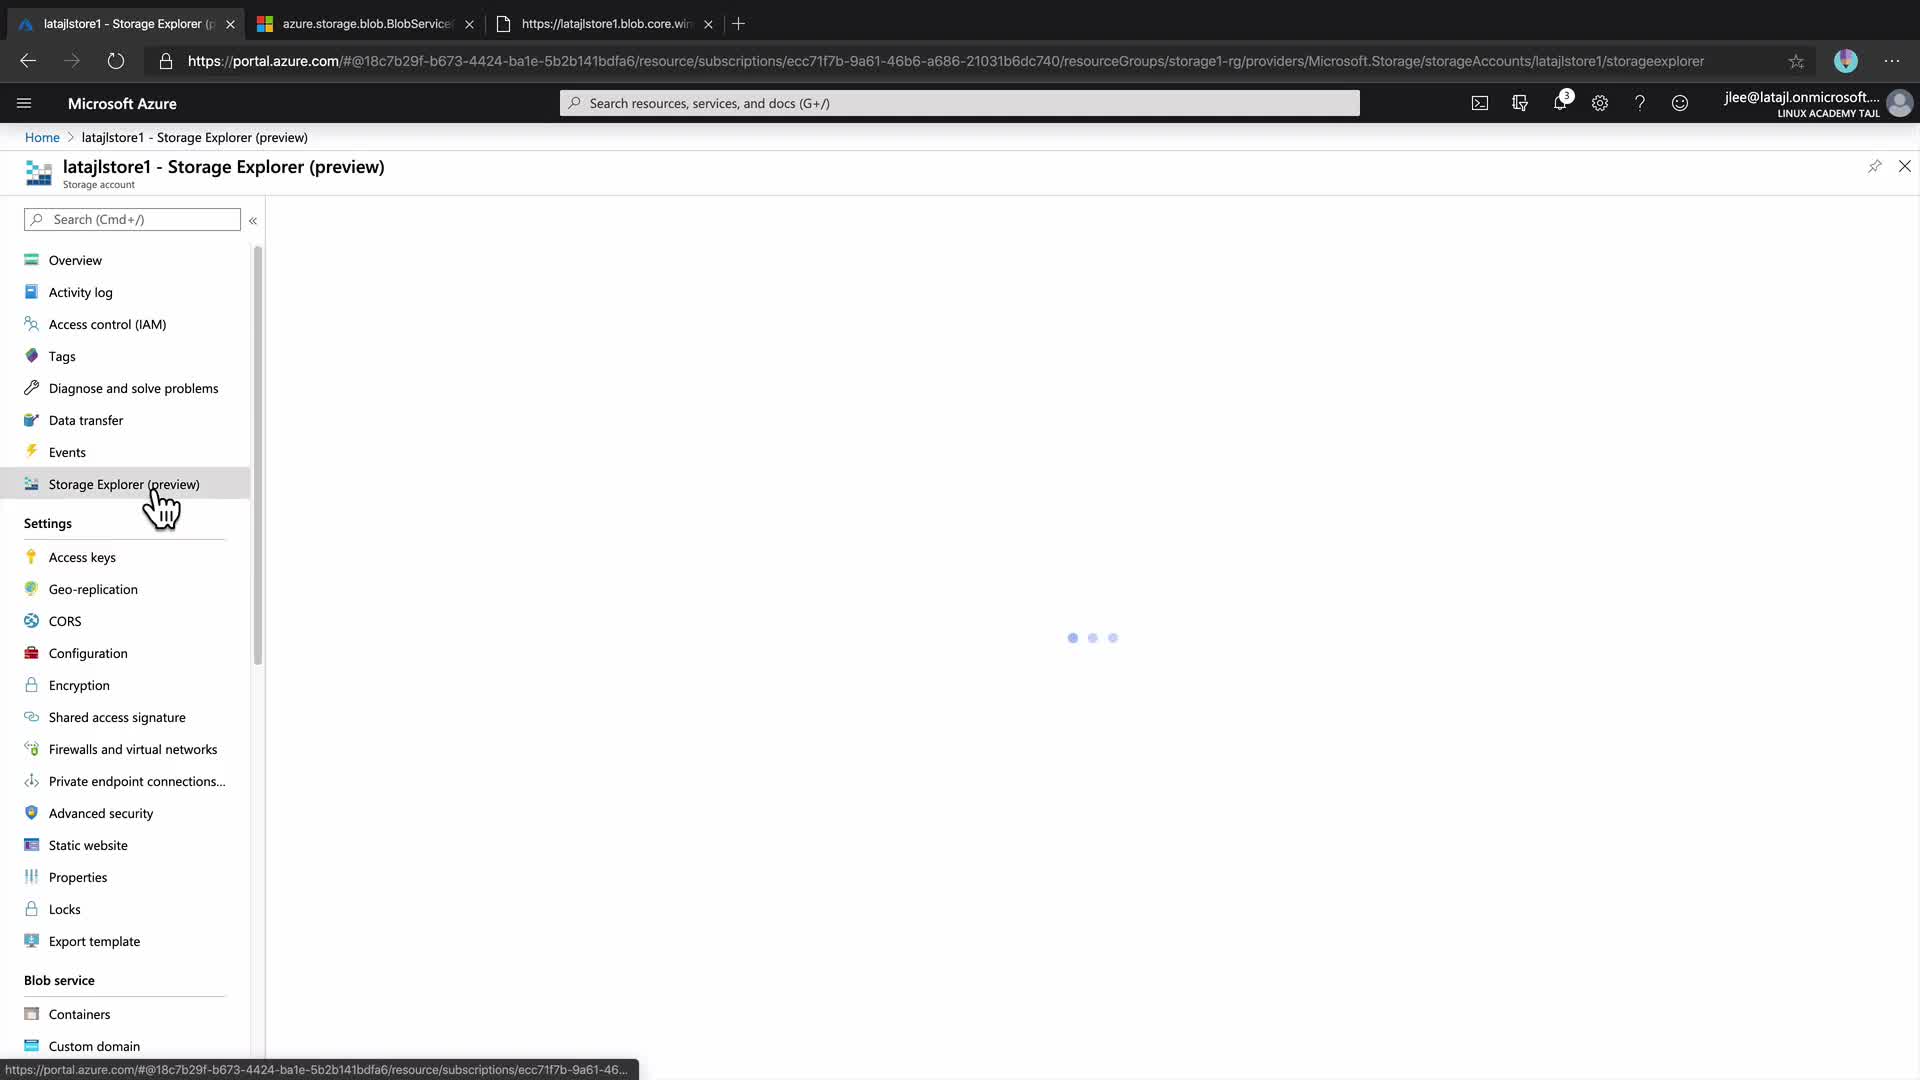 latajlstore1 - Storage Explorer (p
azure.storage.blob.BlobService
https://latajlstore1.blob.core.win
https://portal.azure.com/#@18c7b29f-b673-4424-ba1e-5b2b141bdfa6/resource/subscriptions/ecc71f7b-9a61-46b6-a686-21031b6dc740/resourceGroups/storage1-rg/providers/Microsoft.Storage/storageAccounts/latajlstore1/storageexplorer
Microsoft Azure
Search resources, services, and docs (G+/)
3
jlee@latajl.onmicrosoft....
LINUX ACADEMY TAJL
Home > latajlstore1 - Storage Explorer (preview)
latajlstore1 - Storage Explorer (preview)
Storage account
Search (Cmd+/)
«
Overview
Activity log
Access control (IAM)
Tags
Diagnose and solve problems
Data transfer
Events
Storage Explorer (preview)
Settings
Access keys
Geo-replication
CORS
Configuration
Encryption
Shared access signature
Firewalls and virtual networks
Private endpoint connections...
Advanced security
Static website
Properties
Locks
Export template
Blob service
Containers
Custom domain
https://portal.azure.com/#@18c7b29f-b673-4424-ba1e-5b2b141bdfa6/resource/subscriptions/ecc71f7b-9a61-46...